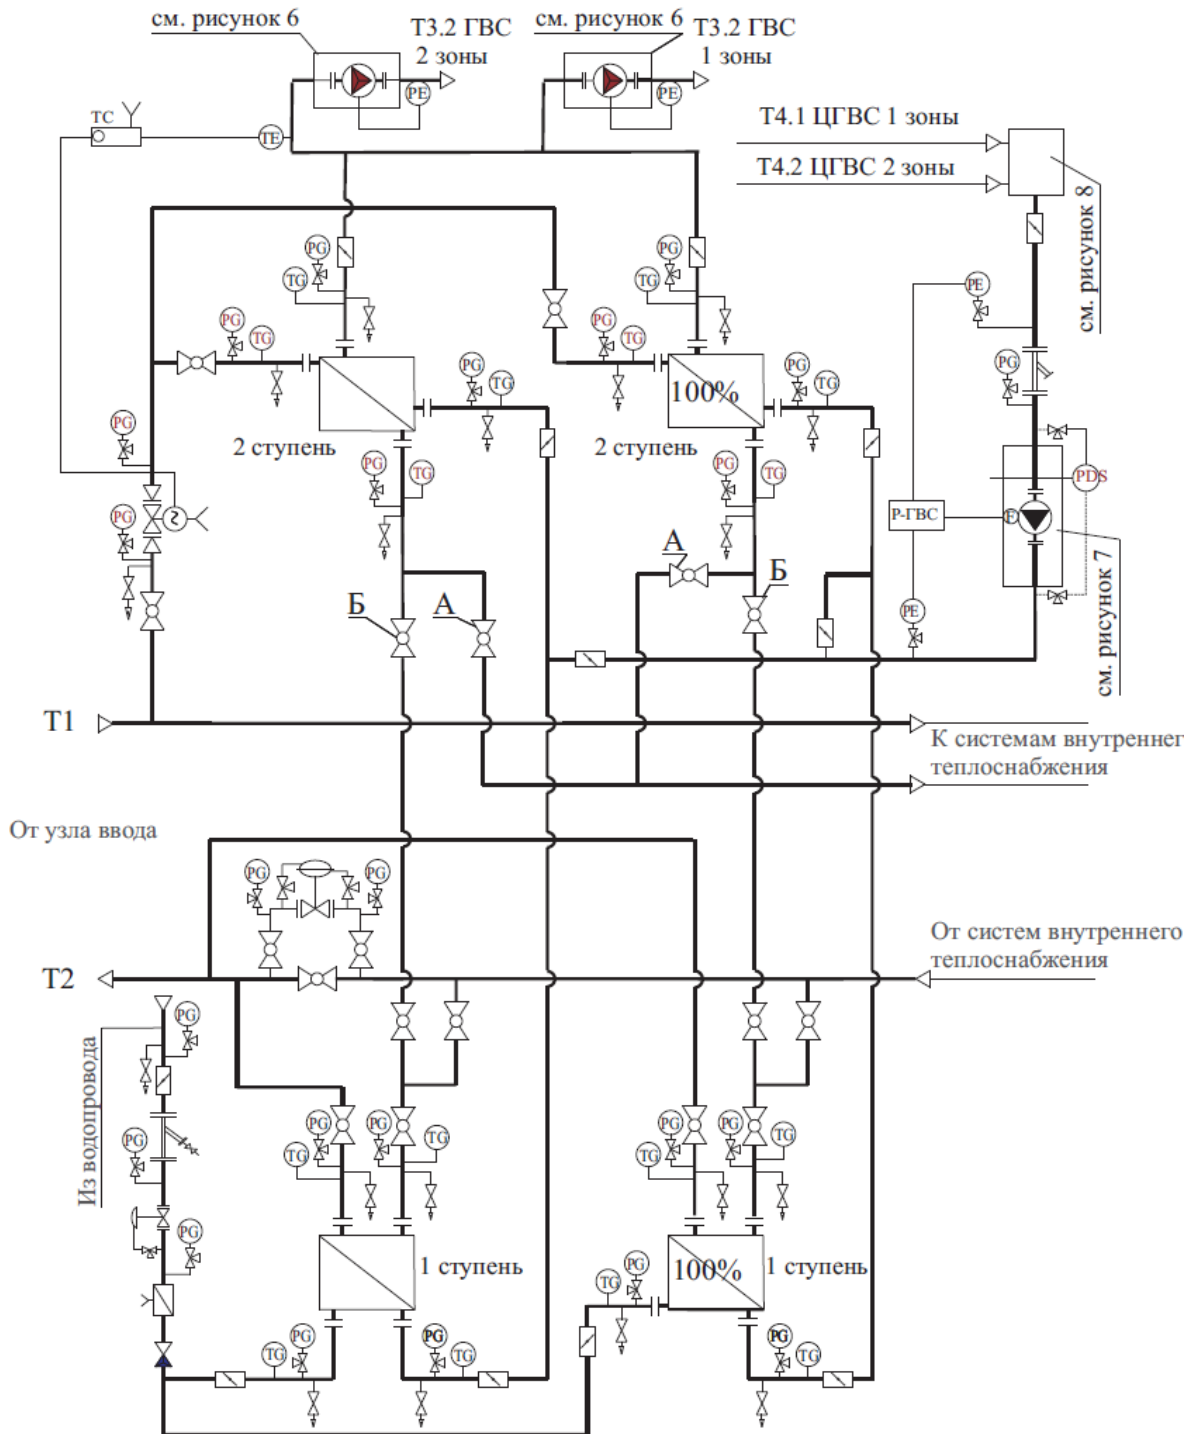 см. рисунок 6
Т3.2 ГВС
2 зоны
см. рисунок 6
Т3.2 ГВС
1 зоны
PE
PE
TC
TE
Т4.1 ЦГВС 1 зоны
Т4.2 ЦГВС 2 зоны
см. рисунок 8
PG
TG
PG
TG
PE
PG
TG
PG
TG
PG
TG
PG
TG
PG
100%
PG
2 ступень
2 ступень
PG
TG
PG
TG
PDS
PG
Р-ГВС
E
А
Б
Б
А
PE
см. рисунок 7
Т1
К системам внутреннег
теплоснабжения
От узла ввода
PG
PG
От систем внутреннего
теплоснабжения
Т2
PG
Из водопровода
PG
PG
PG
TG
PG
TG
PG
PG
TG
TG
PG
1 ступень
100%
1 ступень
TG
PG
TG
PG
PG
TG
PG
TG